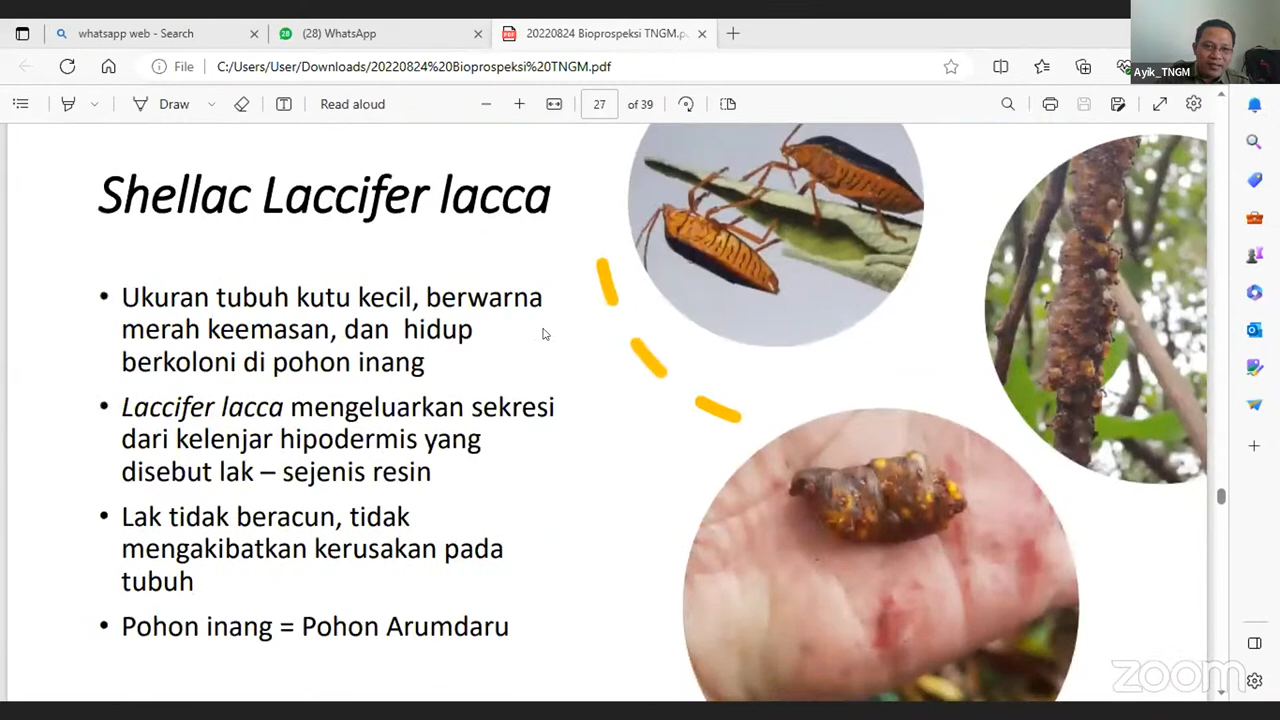 whatsapp web - Search
(28) WhatsApp
20220824 Bioprospeksi TNGM.p
File
C:/Users/User/Downloads/20220824%20Bioprospeksi%20TNGM.pdf
Ayik_TNGM
Draw
Read aloud
27
of 39
Shellac Laccifer lacca
• Ukuran tubuh kutu kecil, berwarna
merah keemasan, dan hidup
berkoloni di pohon inang
• Laccifer lacca mengeluarkan sekresi
dari kelenjar hipodermis yang
disebut lak – sejenis resin
• Lak tidak beracun, tidak
mengakibatkan kerusakan pada
tubuh
• Pohon inang = Pohon Arumdaru
zoom